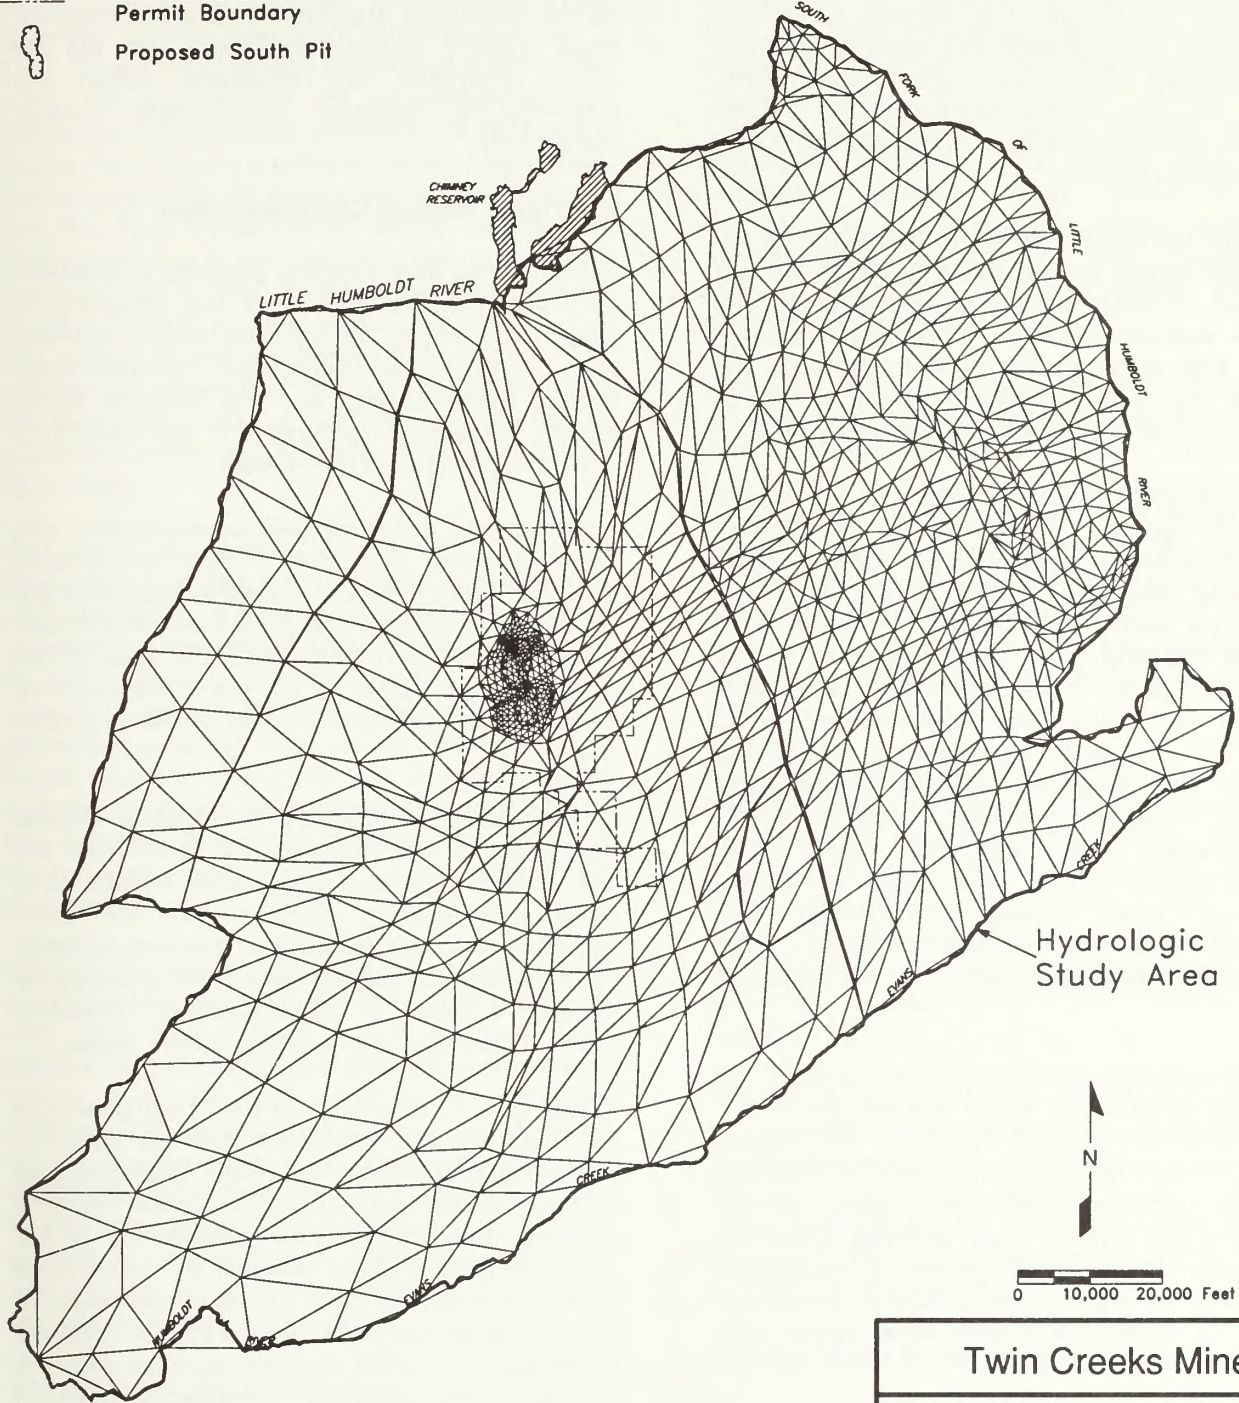 Permit Boundary
Proposed South Pit
SOUTH
FORK
OF
LITTLE
HUMBOLDT
RIVER
CHIMNEY
RESERVOIR
LITTLE HUMBOLDT RIVER
CREEK
EVANS
Hydrologic
Study Area
CREEK
EVANS
HUMBOLDT
RIVER
N
0 10,000 20,000 Feet
Twin Creeks Mine